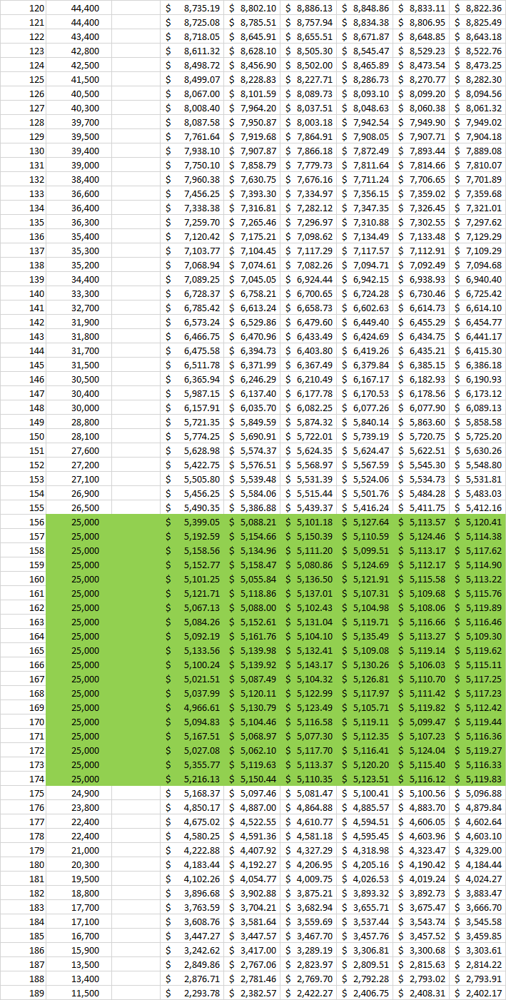 120 44,400 $ 8,735.19 $ 8,802.10 $ 8,886.13 $ 8,848.86 $ 8,833.11 $ 8,822.36
121 44,400 $ 8,725.08 $ 8,785.51 $ 8,757.94 $ 8,834.38 $ 8,806.95 $ 8,825.49
122 43,400 $ 8,718.05 $ 8,645.91 $ 8,655.51 $ 8,671.87 $ 8,648.85 $ 8,643.18
123 42,800 $ 8,611.32 $ 8,628.10 $ 8,505.30 $ 8,545.47 $ 8,529.23 $ 8,522.76
124 42,500 $ 8,498.72 $ 8,456.90 $ 8,502.00 $ 8,465.89 $ 8,473.54 $ 8,473.25
125 41,500 $ 8,499.07 $ 8,228.83 $ 8,227.71 $ 8,286.73 $ 8,270.77 $ 8,282.30
126 40,500 $ 8,067.00 $ 8,101.59 $ 8,089.73 $ 8,093.10 $ 8,099.20 $ 8,094.56
127 40,300 $ 8,008.40 $ 7,964.20 $ 8,037.51 $ 8,048.63 $ 8,060.38 $ 8,061.32
128 39,700 $ 8,087.58 $ 7,950.87 $ 8,003.18 $ 7,942.54 $ 7,949.90 $ 7,949.02
129 39,500 $ 7,761.64 $ 7,919.68 $ 7,864.91 $ 7,908.05 $ 7,907.71 $ 7,904.18
130 39,400 $ 7,938.10 $ 7,907.87 $ 7,866.18 $ 7,872.49 $ 7,893.44 $ 7,889.08
131 39,000 $ 7,750.10 $ 7,858.79 $ 7,779.73 $ 7,811.64 $ 7,814.66 $ 7,810.07
132 38,400 $ 7,960.38 $ 7,630.75 $ 7,676.16 $ 7,711.24 $ 7,706.65 $ 7,701.89
133 36,600 $ 7,456.25 $ 7,393.30 $ 7,334.97 $ 7,356.15 $ 7,359.02 $ 7,359.68
134 36,400 $ 7,338.38 $ 7,316.81 $ 7,282.12 $ 7,347.35 $ 7,326.45 $ 7,321.01
135 36,300 $ 7,259.70 $ 7,265.46 $ 7,296.97 $ 7,310.88 $ 7,302.55 $ 7,297.62
136 35,400 $ 7,120.42 $ 7,175.21 $ 7,098.62 $ 7,134.49 $ 7,133.48 $ 7,129.29
137 35,300 $ 7,103.77 $ 7,104.45 $ 7,117.29 $ 7,117.57 $ 7,112.91 $ 7,109.29
138 35,200 $ 7,068.94 $ 7,074.61 $ 7,082.26 $ 7,094.71 $ 7,092.49 $ 7,094.68
139 34,400 $ 7,089.25 $ 7,045.05 $ 6,924.44 $ 6,942.15 $ 6,938.93 $ 6,940.40
140 33,300 $ 6,728.37 $ 6,758.21 $ 6,700.65 $ 6,724.28 $ 6,730.46 $ 6,725.42
141 32,700 $ 6,785.42 $ 6,613.24 $ 6,658.73 $ 6,602.63 $ 6,614.73 $ 6,614.10
142 31,900 $ 6,573.24 $ 6,529.86 $ 6,479.60 $ 6,449.40 $ 6,455.29 $ 6,454.77
143 31,800 $ 6,466.75 $ 6,470.96 $ 6,433.49 $ 6,424.69 $ 6,434.75 $ 6,441.17
144 31,700 $ 6,475.58 $ 6,394.73 $ 6,403.80 $ 6,419.26 $ 6,435.21 $ 6,415.30
145 31,500 $ 6,511.78 $ 6,371.99 $ 6,367.49 $ 6,379.84 $ 6,385.15 $ 6,386.18
146 30,500 $ 6,365.94 $ 6,246.29 $ 6,210.49 $ 6,167.17 $ 6,182.93 $ 6,190.93
147 30,400 $ 5,987.15 $ 6,137.40 $ 6,177.78 $ 6,170.53 $ 6,178.56 $ 6,173.12
148 30,000 $ 6,157.91 $ 6,035.70 $ 6,082.25 $ 6,077.26 $ 6,077.90 $ 6,089.13
149 28,800 $ 5,721.35 $ 5,849.59 $ 5,874.32 $ 5,840.14 $ 5,863.60 $ 5,858.58
150 28,100 $ 5,774.25 $ 5,690.91 $ 5,722.01 $ 5,739.19 $ 5,720.75 $ 5,725.20
151 27,600 $ 5,628.98 $ 5,574.37 $ 5,624.35 $ 5,624.47 $ 5,622.51 $ 5,630.26
152 27,200 $ 5,422.75 $ 5,576.51 $ 5,568.97 $ 5,567.59 $ 5,545.30 $ 5,548.80
153 27,100 $ 5,505.80 $ 5,539.48 $ 5,531.39 $ 5,524.06 $ 5,534.73 $ 5,531.81
154 26,900 $ 5,456.25 $ 5,584.06 $ 5,515.44 $ 5,501.76 $ 5,484.28 $ 5,483.03
155 26,500 $ 5,490.35 $ 5,386.88 $ 5,439.37 $ 5,416.24 $ 5,411.75 $ 5,412.16
156 25,000 $ 5,399.05 $ 5,088.21 $ 5,101.18 $ 5,127.64 $ 5,113.57 $ 5,120.41
157 25,000 $ 5,192.59 $ 5,154.66 $ 5,150.39 $ 5,110.59 $ 5,124.46 $ 5,114.38
158 25,000 $ 5,158.56 $ 5,134.96 $ 5,111.20 $ 5,099.51 $ 5,113.17 $ 5,117.62
159 25,000 $ 5,152.77 $ 5,158.47 $ 5,080.86 $ 5,124.69 $ 5,112.17 $ 5,114.90
160 25,000 $ 5,101.25 $ 5,055.84 $ 5,136.50 $ 5,121.91 $ 5,115.58 $ 5,113.22
161 25,000 $ 5,121.71 $ 5,118.86 $ 5,137.01 $ 5,107.31 $ 5,109.68 $ 5,115.76
162 25,000 $ 5,067.13 $ 5,088.00 $ 5,102.43 $ 5,104.98 $ 5,108.06 $ 5,119.89
163 25,000 $ 5,084.26 $ 5,152.61 $ 5,131.04 $ 5,119.71 $ 5,116.66 $ 5,116.46
164 25,000 $ 5,092.19 $ 5,161.76 $ 5,104.10 $ 5,135.49 $ 5,113.27 $ 5,109.30
165 25,000 $ 5,133.56 $ 5,139.98 $ 5,132.41 $ 5,109.08 $ 5,119.14 $ 5,119.62
166 25,000 $ 5,100.24 $ 5,139.92 $ 5,143.17 $ 5,130.26 $ 5,106.03 $ 5,115.11
167 25,000 $ 5,021.51 $ 5,087.49 $ 5,104.32 $ 5,126.81 $ 5,110.70 $ 5,117.25
168 25,000 $ 5,037.99 $ 5,120.11 $ 5,122.99 $ 5,117.97 $ 5,111.42 $ 5,117.23
169 25,000 $ 4,966.61 $ 5,130.79 $ 5,123.49 $ 5,105.71 $ 5,119.82 $ 5,112.42
170 25,000 $ 5,094.83 $ 5,104.46 $ 5,116.58 $ 5,119.11 $ 5,099.47 $ 5,119.44
171 25,000 $ 5,167.51 $ 5,068.97 $ 5,077.30 $ 5,112.35 $ 5,107.23 $ 5,116.36
172 25,000 $ 5,027.08 $ 5,062.10 $ 5,117.70 $ 5,116.41 $ 5,124.04 $ 5,119.27
173 25,000 $ 5,355.77 $ 5,119.63 $ 5,113.37 $ 5,120.20 $ 5,115.40 $ 5,116.33
174 25,000 $ 5,216.13 $ 5,150.44 $ 5,110.35 $ 5,123.51 $ 5,116.12 $ 5,119.83
175 24,900 $ 5,168.37 $ 5,097.46 $ 5,081.47 $ 5,100.41 $ 5,100.56 $ 5,096.88
176 23,800 $ 4,850.17 $ 4,887.00 $ 4,864.88 $ 4,885.57 $ 4,883.70 $ 4,879.84
177 22,400 $ 4,675.02 $ 4,522.55 $ 4,610.77 $ 4,594.51 $ 4,606.05 $ 4,602.64
178 22,400 $ 4,580.25 $ 4,591.36 $ 4,581.18 $ 4,595.45 $ 4,603.96 $ 4,603.10
179 21,000 $ 4,222.88 $ 4,407.92 $ 4,327.29 $ 4,318.98 $ 4,323.47 $ 4,329.00
180 20,300 $ 4,183.44 $ 4,192.27 $ 4,206.95 $ 4,205.16 $ 4,190.42 $ 4,184.44
181 19,500 $ 4,102.26 $ 4,054.77 $ 4,009.75 $ 4,026.53 $ 4,019.24 $ 4,024.27
182 18,800 $ 3,896.68 $ 3,902.88 $ 3,875.21 $ 3,893.32 $ 3,892.73 $ 3,883.47
183 17,700 $ 3,763.59 $ 3,704.21 $ 3,682.94 $ 3,655.71 $ 3,675.47 $ 3,666.70
184 17,100 $ 3,608.76 $ 3,581.64 $ 3,559.69 $ 3,537.44 $ 3,543.74 $ 3,545.58
185 16,700 $ 3,447.27 $ 3,447.57 $ 3,467.70 $ 3,457.76 $ 3,457.52 $ 3,459.85
186 15,900 $ 3,242.62 $ 3,417.00 $ 3,289.19 $ 3,306.81 $ 3,300.68 $ 3,303.61
187 13,500 $ 2,849.86 $ 2,767.06 $ 2,823.97 $ 2,809.51 $ 2,815.63 $ 2,814.22
188 13,400 $ 2,876.71 $ 2,781.46 $ 2,769.70 $ 2,792.28 $ 2,793.02 $ 2,793.91
189 11,500 $ 2,293.78 $ 2,382.57 $ 2,422.27 $ 2,406.75 $ 2,408.31 $ 2,402.17